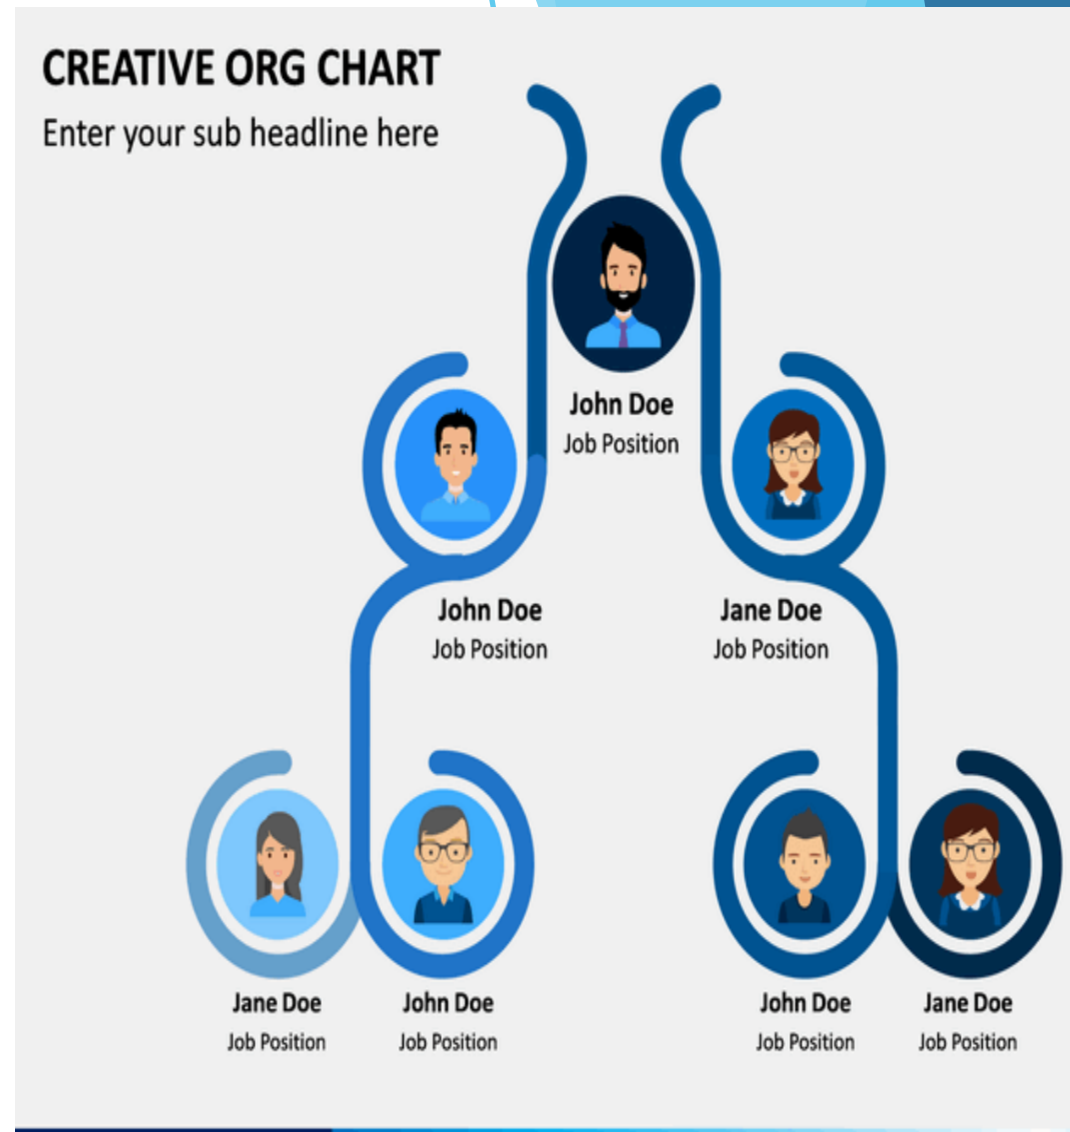 CREATIVE ORG CHART
Enter your sub headline here
John Doe
Job Position
John Doe
Job Position
Jane Doe
Job Position
Jane Doe
Job Position
John Doe
Job Position
John Doe
Job Position
Jane Doe
Job Position